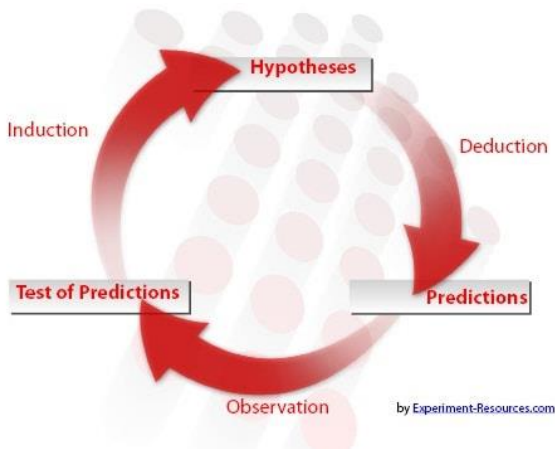 Hypotheses
Induction
Deduction
Test of Predictions
Predictions
Observation
by Experiment-Resources.com